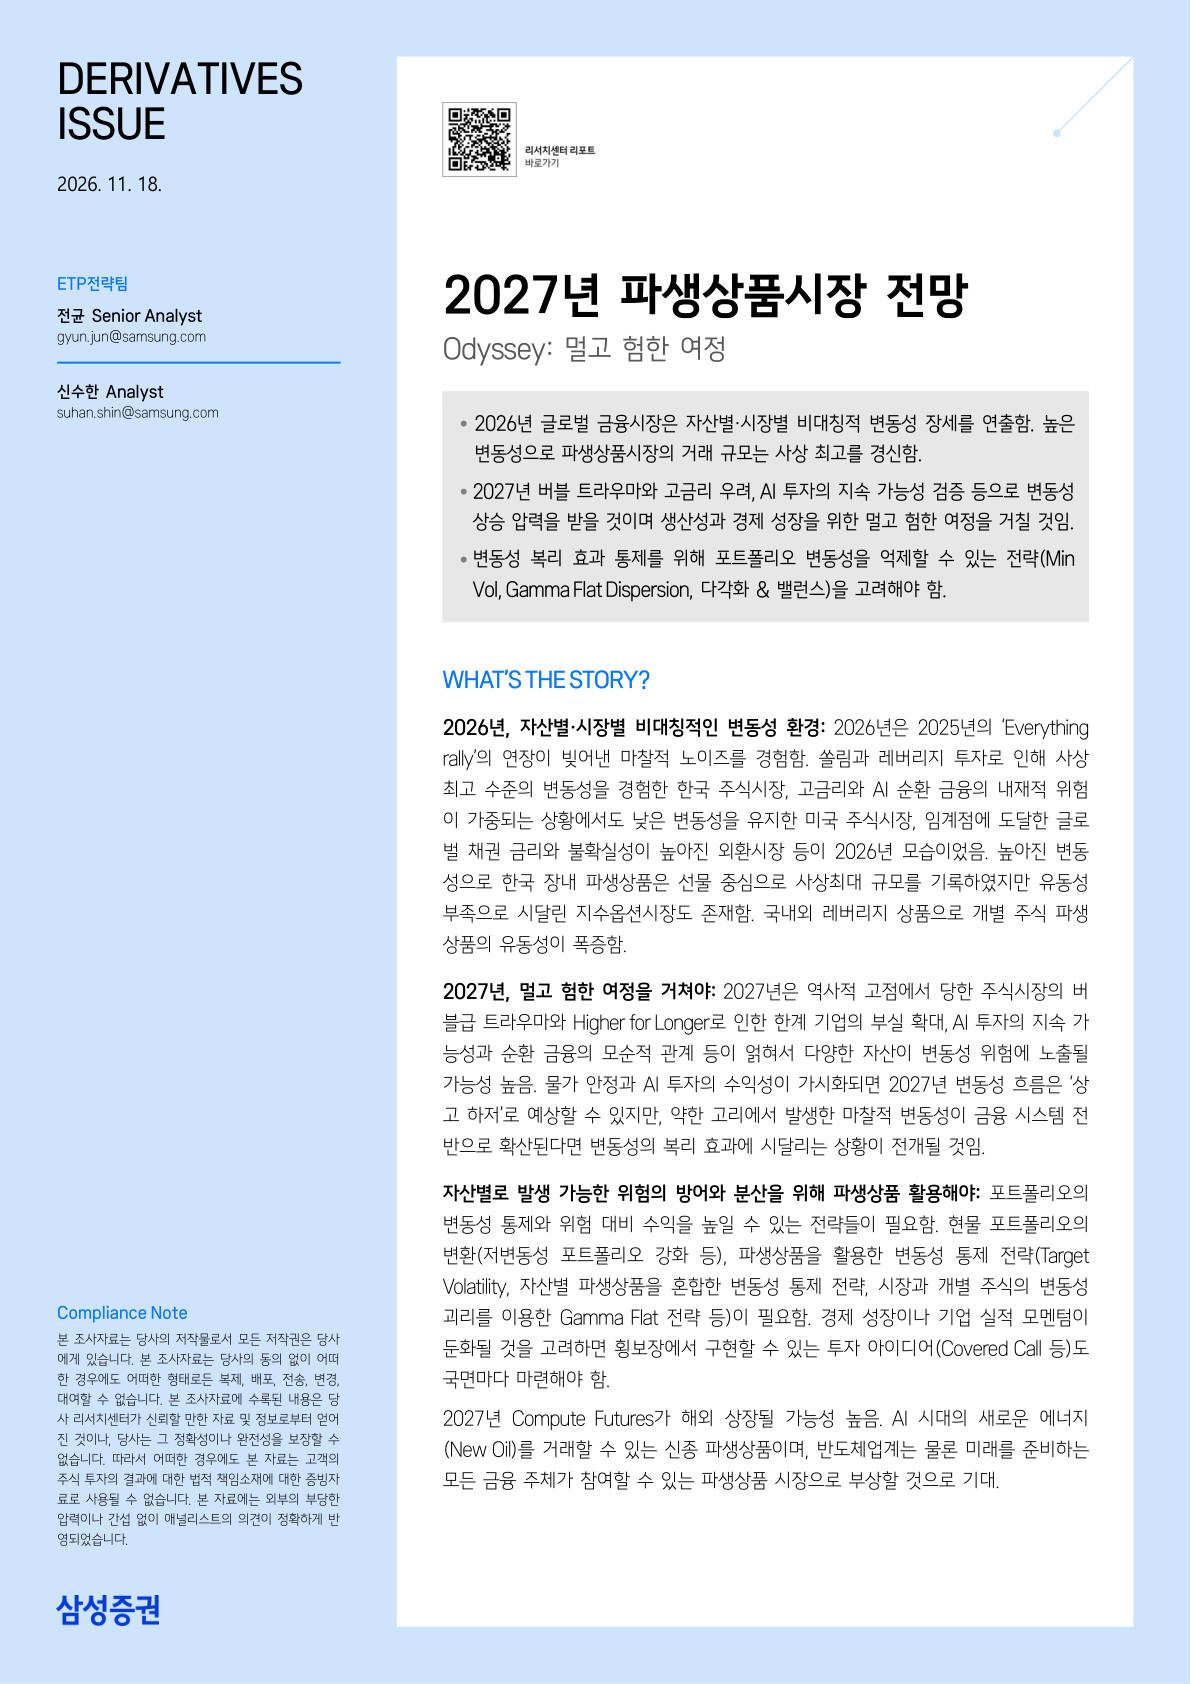 DERIVATIVES
ISSUE
2026. 11. 18.
ETP전략팀
전균 Senior Analyst
gyun.jun@samsung.com
신수한 Analyst
suhan.shin@samsung.com
Compliance Note
본 조사자료는 당사의 저작물로서 모든 저작권은 당사
에게 있습니다. 본 조사자료는 당사의 동의 없이 어떠
한 경우에도 어떠한 형태로든 복제, 배포, 전송, 변경,
대여할 수 없습니다. 본 조사자료에 수록된 내용은 당
사 리서치센터가 신뢰할 만한 자료 및 정보로부터 얻어
진 것이나, 당사는 그 정확성이나 완전성을 보장할 수
없습니다. 따라서 어떠한 경우에도 본 자료는 고객의
주식 투자의 결과에 대한 법적 책임소재에 대한 증빙자
료로 사용될 수 없습니다. 본 자료에는 외부의 부당한
압력이나 간섭 없이 애널리스트의 의견이 정확하게 반
영되었습니다.
삼성증권
리서치센터 리포트
바로가기
2027년 파생상품시장 전망
Odyssey: 멀고 험한 여정
• 2026년 글로벌 금융시장은 자산별·시장별 비대칭적 변동성 장세를 연출함. 높은
변동성으로 파생상품시장의 거래 규모는 사상 최고를 경신함.
• 2027년 버블 트라우마와 고금리 우려, AI 투자의 지속 가능성 검증 등으로 변동성
상승 압력을 받을 것이며 생산성과 경제 성장을 위한 멀고 험한 여정을 거칠 것임.
• 변동성 복리 효과 통제를 위해 포트폴리오 변동성을 억제할 수 있는 전략(Min
Vol, Gamma Flat Dispersion, 다각화 & 밸런스)을 고려해야 함.
WHAT'S THE STORY?
2026년, 자산별·시장별 비대칭적인 변동성 환경: 2026년은 2025년의 ‘Everything
rally’의 연장이 빚어낸 마찰적 노이즈를 경험함. 쏠림과 레버리지 투자로 인해 사상
최고 수준의 변동성을 경험한 한국 주식시장, 고금리와 AI 순환 금융의 내재적 위험
이 가중되는 상황에서도 낮은 변동성을 유지한 미국 주식시장, 임계점에 도달한 글로
벌 채권 금리와 불확실성이 높아진 외환시장 등이 2026년 모습이었음. 높아진 변동
성으로 한국 장내 파생상품은 선물 중심으로 사상최대 규모를 기록하였지만 유동성
부족으로 시달린 지수옵션시장도 존재함. 국내외 레버리지 상품으로 개별 주식 파생
상품의 유동성이 폭증함.
2027년, 멀고 험한 여정을 거쳐야: 2027년은 역사적 고점에서 당한 주식시장의 버
블급 트라우마와 Higher for Longer로 인한 한계 기업의 부실 확대, AI 투자의 지속 가
능성과 순환 금융의 모순적 관계 등이 얽혀서 다양한 자산이 변동성 위험에 노출될
가능성 높음. 물가 안정과 AI 투자의 수익성이 가시화되면 2027년 변동성 흐름은 ‘상
고 하저’로 예상할 수 있지만, 약한 고리에서 발생한 마찰적 변동성이 금융 시스템 전
반으로 확산된다면 변동성의 복리 효과에 시달리는 상황이 전개될 것임.
자산별로 발생 가능한 위험의 방어와 분산을 위해 파생상품 활용해야: 포트폴리오의
변동성 통제와 위험 대비 수익을 높일 수 있는 전략들이 필요함. 현물 포트폴리오의
변환(저변동성 포트폴리오 강화 등), 파생상품을 활용한 변동성 통제 전략(Target
Volatility, 자산별 파생상품을 혼합한 변동성 통제 전략, 시장과 개별 주식의 변동성
괴리를 이용한 Gamma Flat 전략 등)이 필요함. 경제 성장이나 기업 실적 모멘텀이
둔화될 것을 고려하면 횡보장에서 구현할 수 있는 투자 아이디어(Covered Call 등)도
국면마다 마련해야 함.
2027년 Compute Futures가 해외 상장될 가능성 높음. AI 시대의 새로운 에너지
(New Oil)를 거래할 수 있는 신종 파생상품이며, 반도체업계는 물론 미래를 준비하는
모든 금융 주체가 참여할 수 있는 파생상품 시장으로 부상할 것으로 기대.